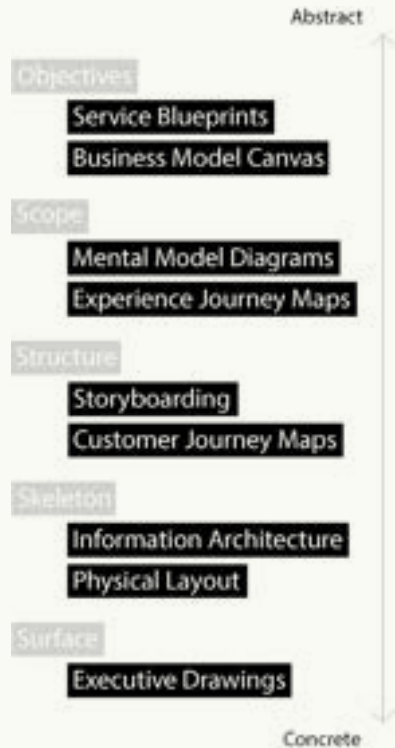 Abstract
Objectives
Service Blueprints
Business Model Canvas
Scope
Mental Model Diagrams
Experience Journey Maps
Structure
Storyboarding
Customer Journey Maps
Skeleton
Information Architecture
Physical Layout
Surface
Executive Drawings
Concrete